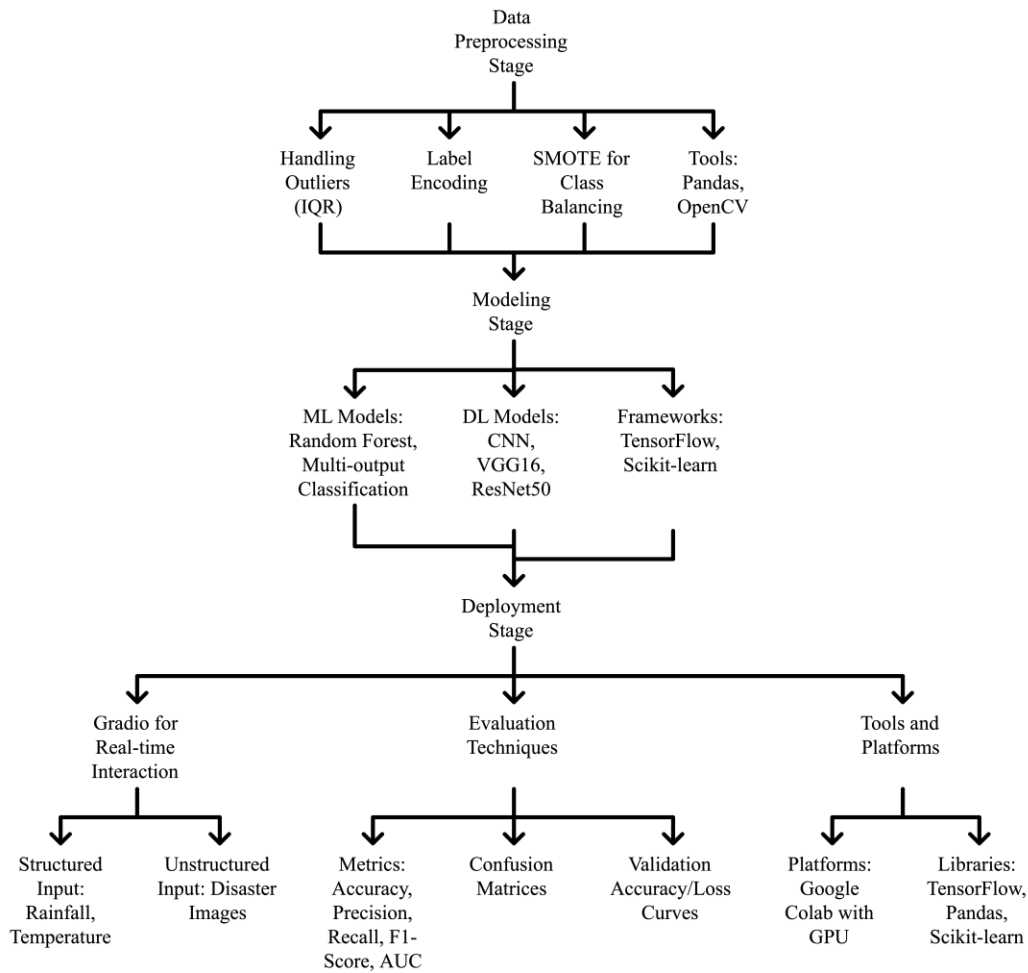 Data
Preprocessing
Stage
Handling
Outliers
(IQR)
Label
Encoding
SMOTE for
Class
Balancing
Tools:
Pandas,
OpenCV
Modeling
Stage
ML Models:
Random Forest,
Multi-output
Classification
DL Models:
CNN,
VGG16,
ResNet50
Frameworks:
TensorFlow,
Scikit-learn
Deployment
Stage
Gradio for
Real-time
Interaction
Evaluation
Techniques
Tools and
Platforms
Structured
Input:
Rainfall,
Temperature
Unstructured
Input: Disaster
Images
Metrics:
Accuracy,
Precision,
Recall, F1-
Score, AUC
Confusion
Matrices
Validation
Accuracy/Loss
Curves
Platforms:
Google
Colab with
GPU
Libraries:
TensorFlow,
Pandas,
Scikit-learn